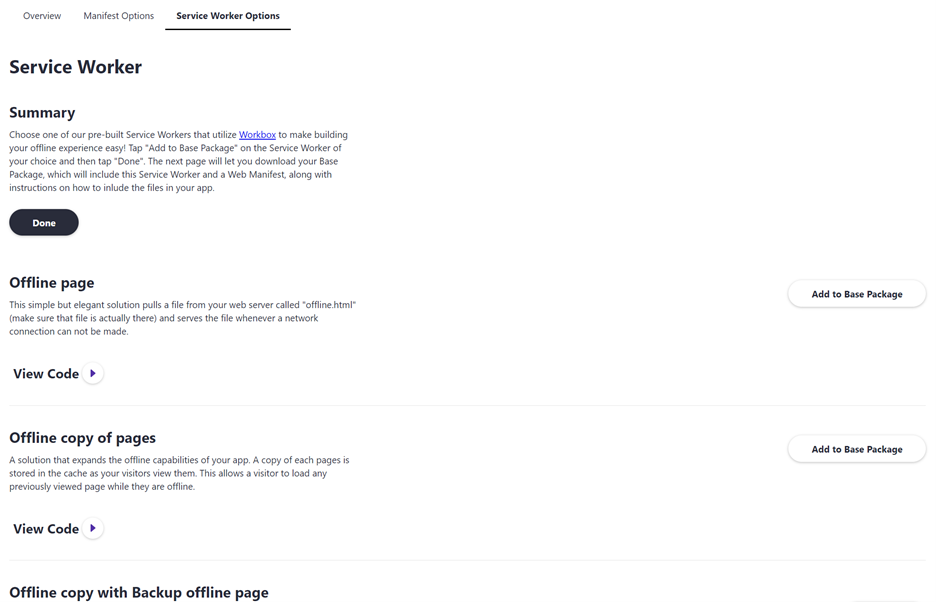 Overview Manifest Options Service Worker Options
Service Worker
Summary
Choose one of our pre-built Service Workers that utilize Workbox to make building
your offline experience easy! Tap "Add to Base Package" on the Service Worker of
your choice and then tap "Done". The next page will let you download your Base
Package, which will include this Service Worker and a Web Manifest, along with
instructions on how to inlude the files in your app.
Done
Offline page
Add to Base Package
This simple but elegant solution pulls a file from your web server called "offline.html"
(make sure that file is actually there) and serves the file whenever a network
connection can not be made.
View Code
Offline copy of pages
Add to Base Package
A solution that expands the offline capabilities of your app. A copy of each pages is
stored in the cache as your visitors view them. This allows a visitor to load any
previously viewed page while they are offline.
View Code
Offline copy with Backup offline page